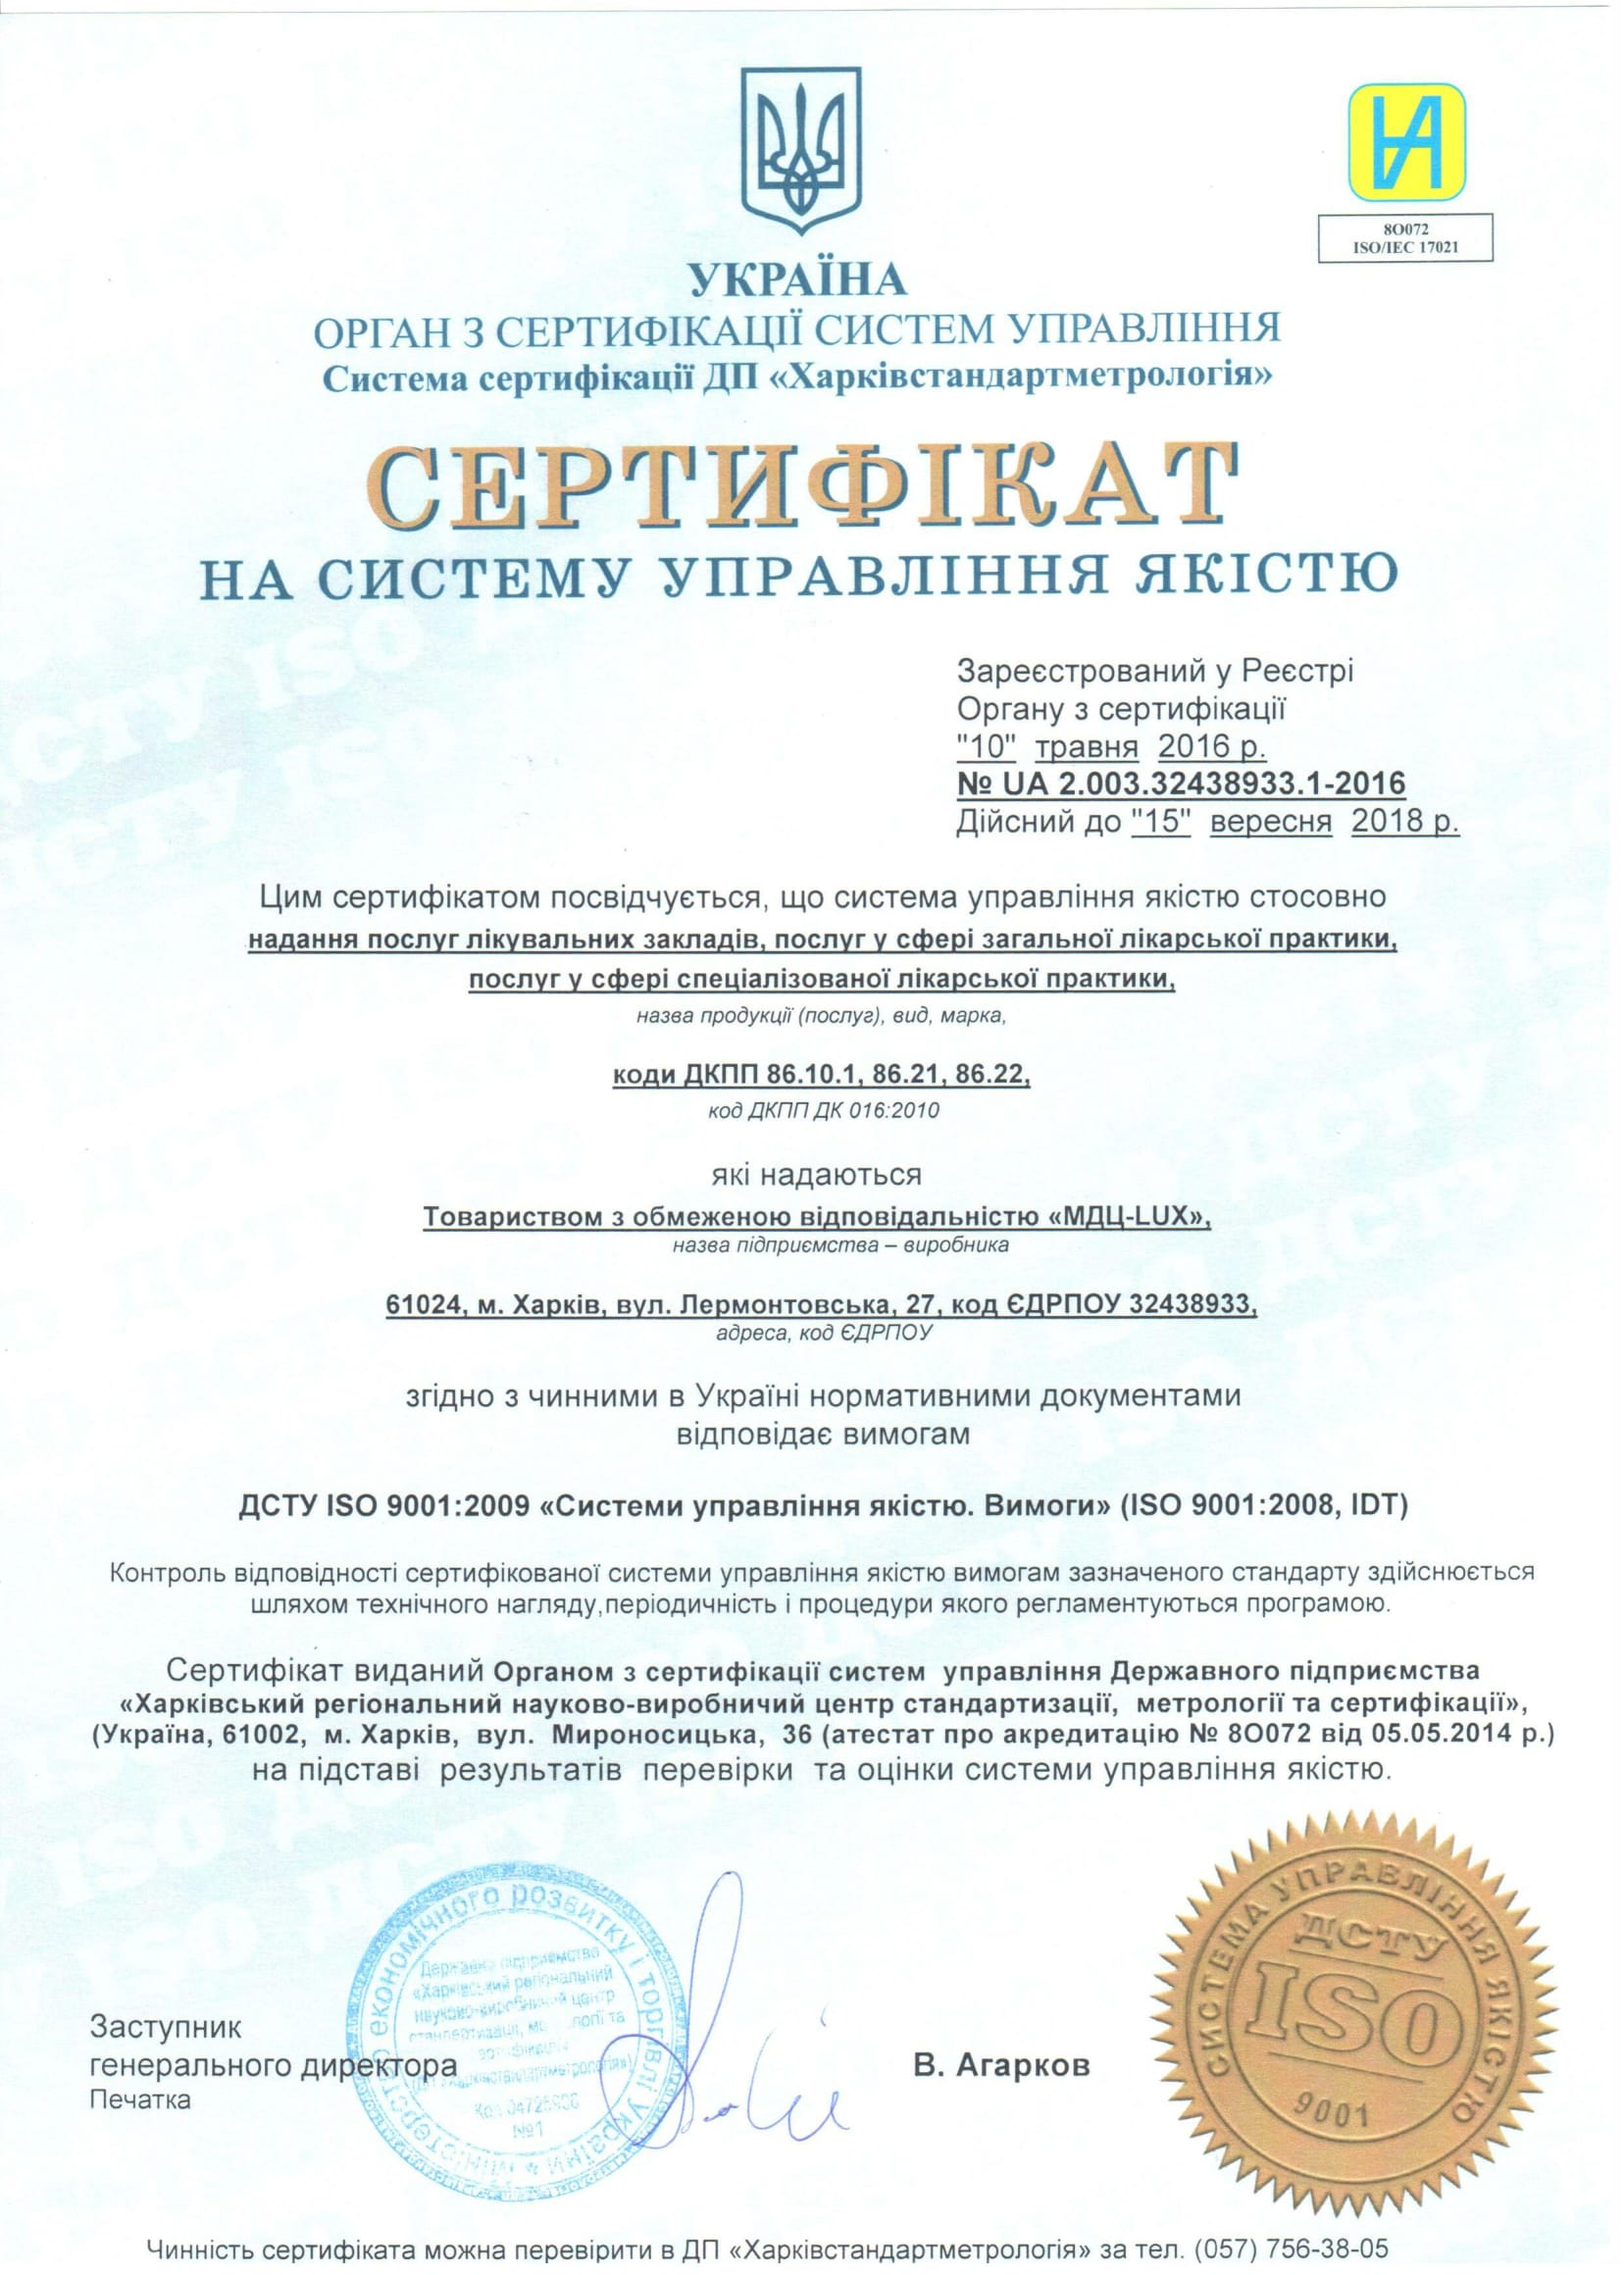 8О072
ISO/IEC 17021
УКРАЇНА
ОРГАН З СЕРТИФІКАЦІЇ СИСТЕМ УПРАВЛІННЯ
Система сертифікації ДП «Харківстандартметрологія»
СЕРТИФІКАТ
НА СИСТЕМУ УПРАВЛІННЯ ЯКІСТЮ
Зареєстрований у Реєстрі
Органу з сертифікації
"10" травня 2016 р.
№ UA 2.003.32438933.1-2016
Дійсний до "15" вересня 2018 р.
Цим сертифікатом посвідчується, що система управління якістю стосовно
надання послуг лікувальних закладів, послуг у сфері загальної лікарської практики,
послуг у сфері спеціалізованої лікарської практики,
назва продукції (послуг), вид, марка,
коди ДКПП 86.10.1, 86.21, 86.22,
код ДКПП ДК 016:2010
які надаються
Товариством з обмеженою відповідальністю «МДЦ-LUX»,
назва підприємства – виробника
61024, м. Харків, вул. Лермонтовська, 27, код ЄДРПОУ 32438933,
адреса, код ЄДРПОУ
згідно з чинними в Україні нормативними документами
відповідає вимогам
ДСТУ ISO 9001:2009 «Системи управління якістю. Вимоги» (ISO 9001:2008, IDT)
Контроль відповідності сертифікованої системи управління якістю вимогам зазначеного стандарту здійснюється
шляхом технічного нагляду,періодичність і процедури якого регламентуються програмою.
Сертифікат виданий Органом з сертифікації систем управління Державного підприємства
«Харківський регіональний науково-виробничий центр стандартизації, метрології та сертифікації»,
(Україна, 61002, м. Харків, вул. Мироносицька, 36 (атестат про акредитацію № 8О072 від 05.05.2014 р.)
на підставі результатів перевірки та оцінки системи управління якістю.
економічного розвитку і торгівлі України
Державне підприємство
«Харківський регіональний
науково-виробничий центр
№1
СИСТЕМА УПРАВЛІННЯ ЯКІСТЮ
ДСТУ
ISO
9001
Заступник
генерального директора
Печатка
В. Агарков
Чинність сертифіката можна перевірити в ДП «Харківстандартметрологія» за тел. (057) 756-38-05